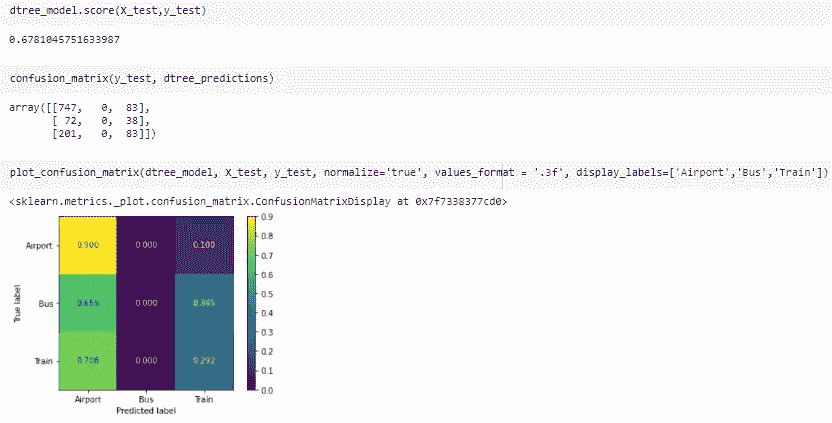 dtree_model.score(X_test,y_test)
0.6781045751633987
confusion_matrix(y_test, dtree_predictions)
array([[747, 0, 83],
[ 72, 0, 38],
[201, 0, 83]])
plot_confusion_matrix(dtree_model, X_test, y_test, normalize='true', values_format = '.3f', display_labels=['Airport','Bus','Train'])
<sklearn.metrics._plot.confusion_matrix.ConfusionMatrixDisplay at 0x7f7338377cd0>
0.9
0.8
0.7
0.6
0.5
0.4
0.3
0.2
0.1
0.0
True label
Airport 0.900 0.000 0.100
Bus 0.655 0.000 0.345
Train 0.708 0.000 0.292
Airport Bus Train
Predicted label